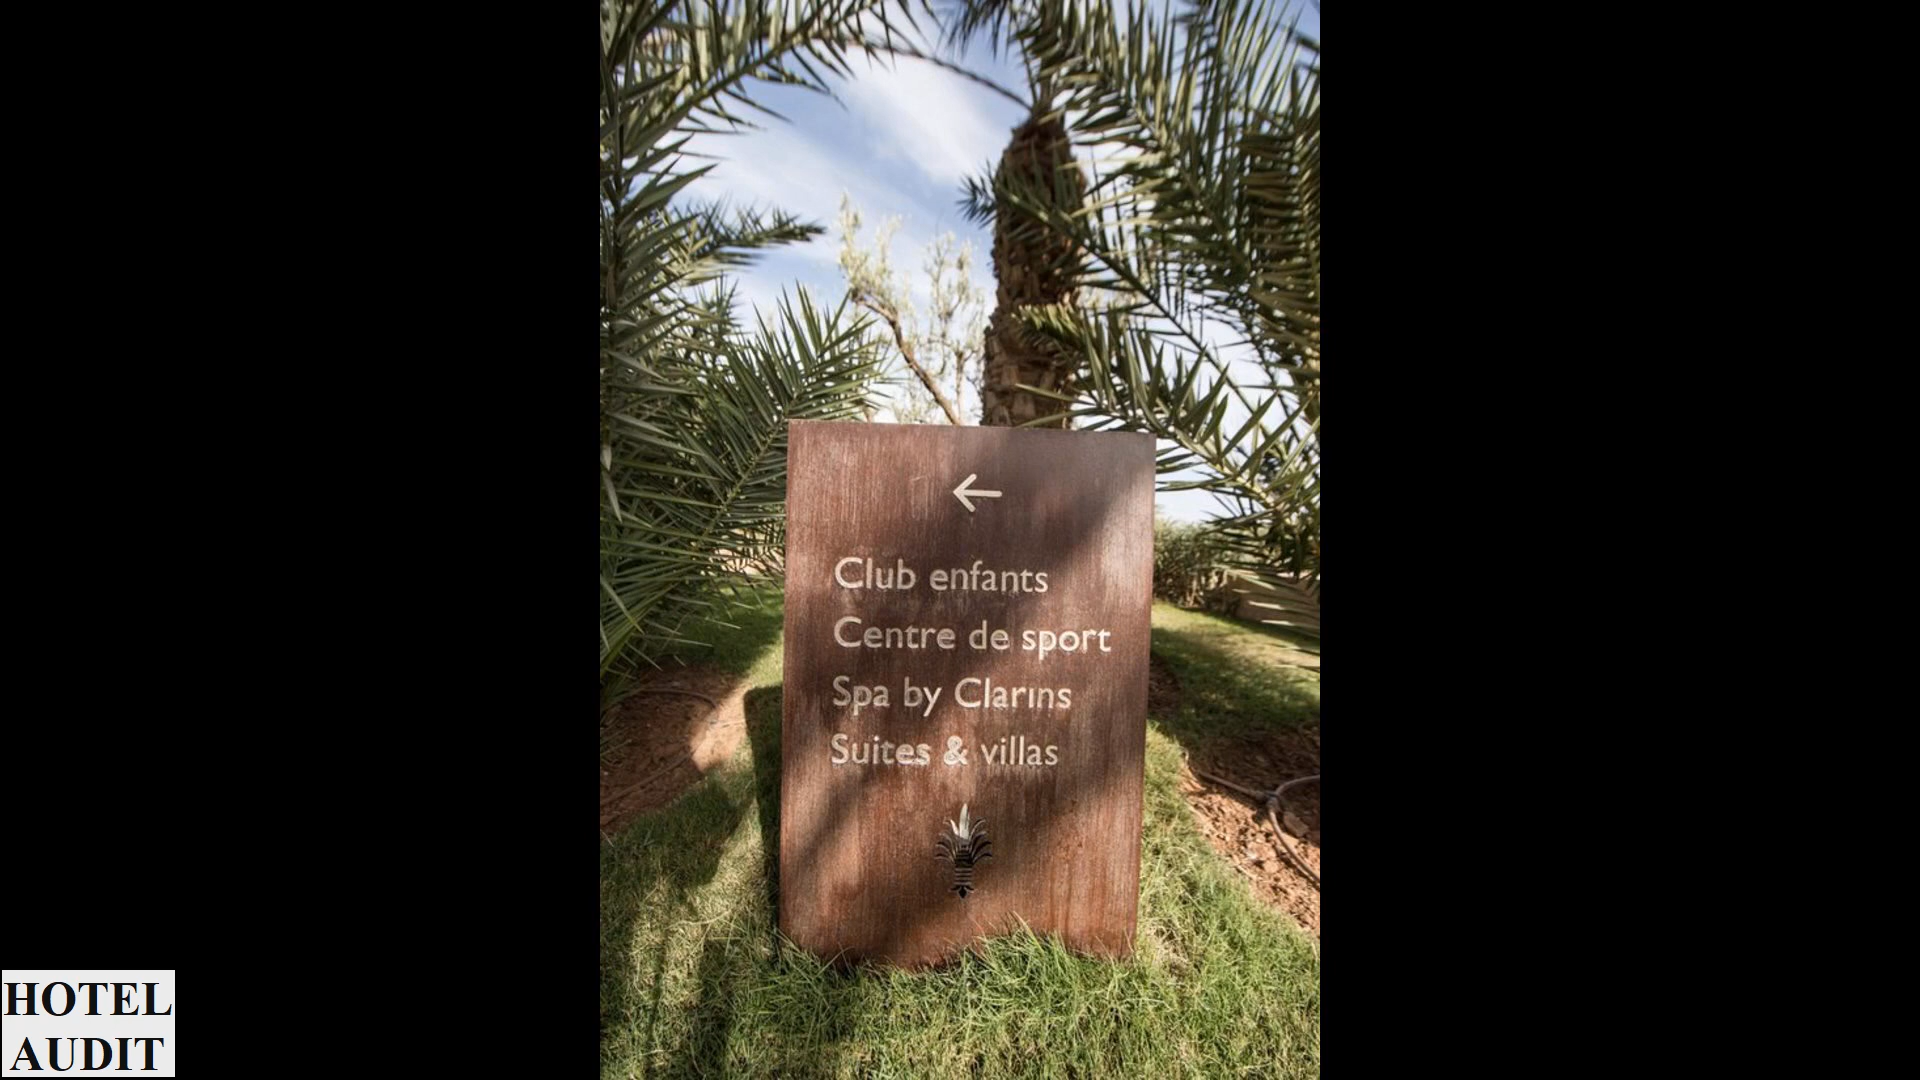 Club enfants
Centre de sport
Spa by Clarins
Suites & villas
HOTEL
AUDIT